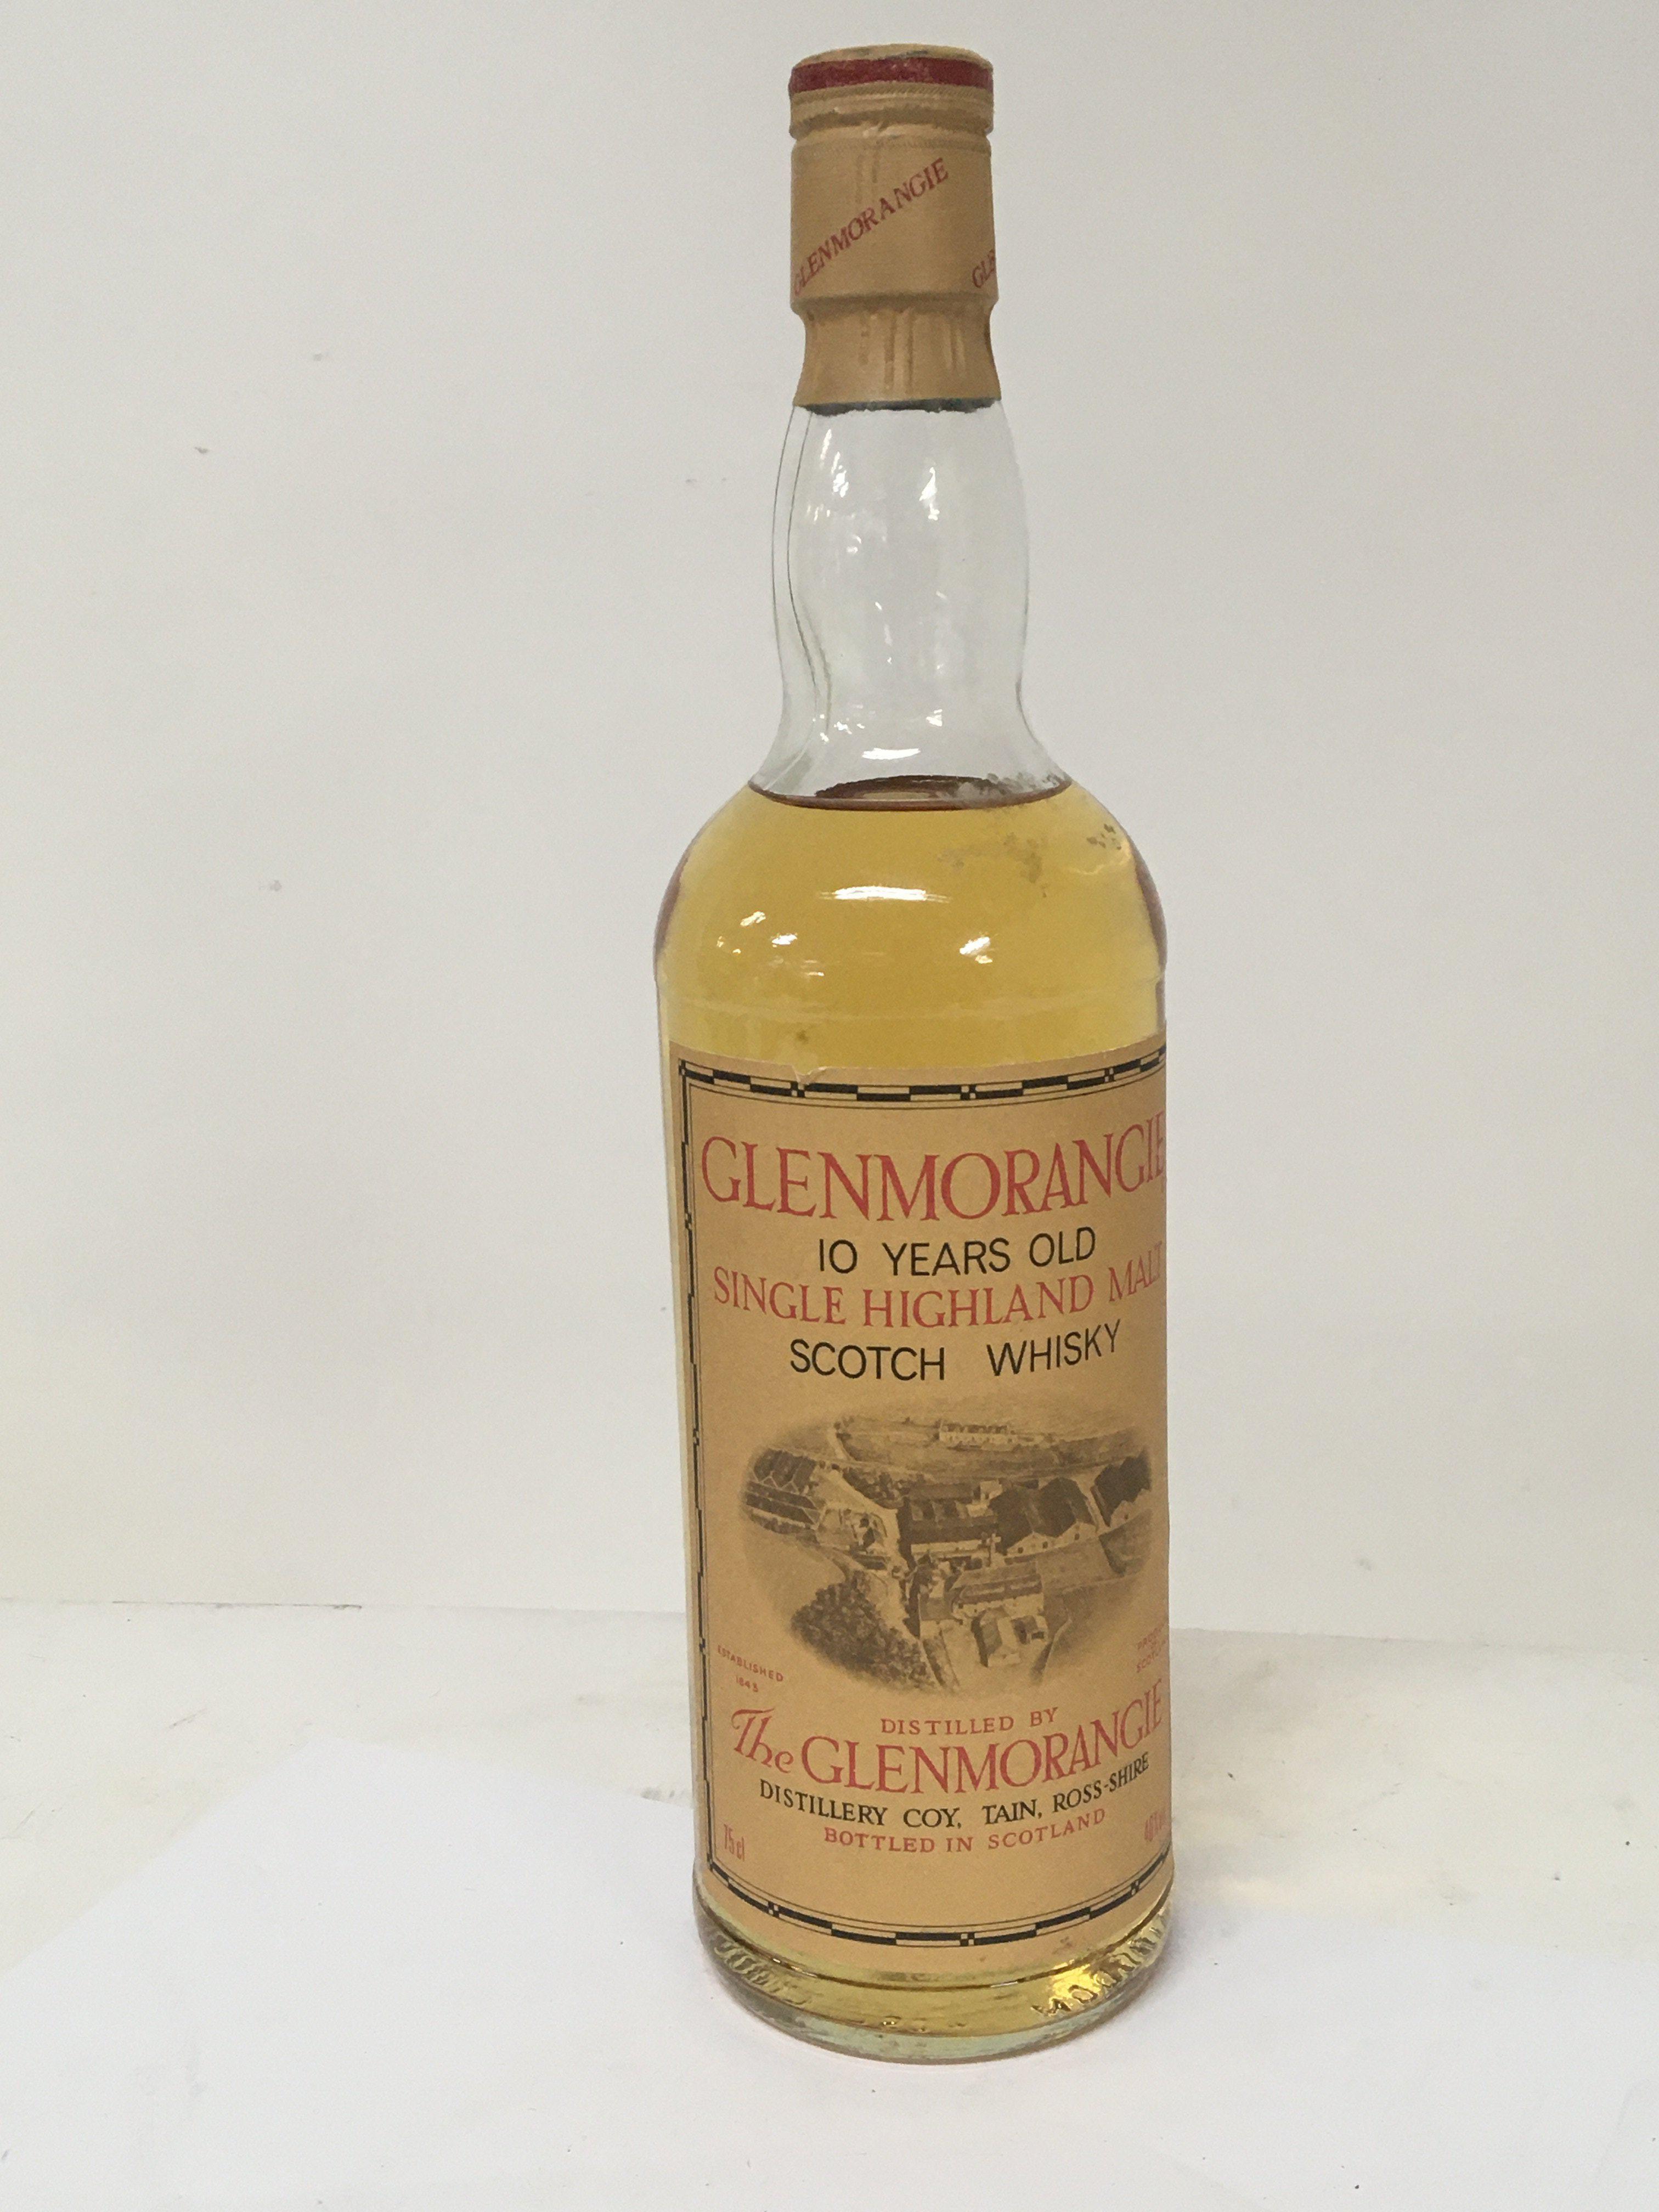 GLENMORANGIE
GLE
GLENMORANGIE
10 YEARS OLD
SINGLE HIGHLAND MALT
SCOTCH WHISKY
ESTABLISHED
1843
DISTILLED BY
The GLENMORANGIE
DISTILLERY COY, TAIN, ROSS-SHIRE
BOTTLED IN SCOTLAND
75cl